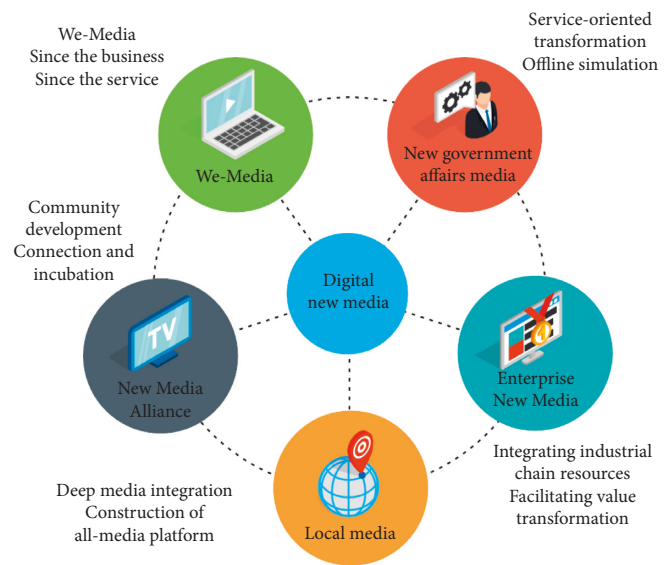 We-Media
Since the business
Since the service
Service-oriented
transformation
Offline simulation
We-Media
New government
affairs media
Community
development
Connection and
incubation
Digital
new media
TV
New Media
Alliance
Enterprise
New Media
Integrating industrial
chain resources
Facilitating value
transformation
Deep media integration
Construction of
all-media platform
Local media